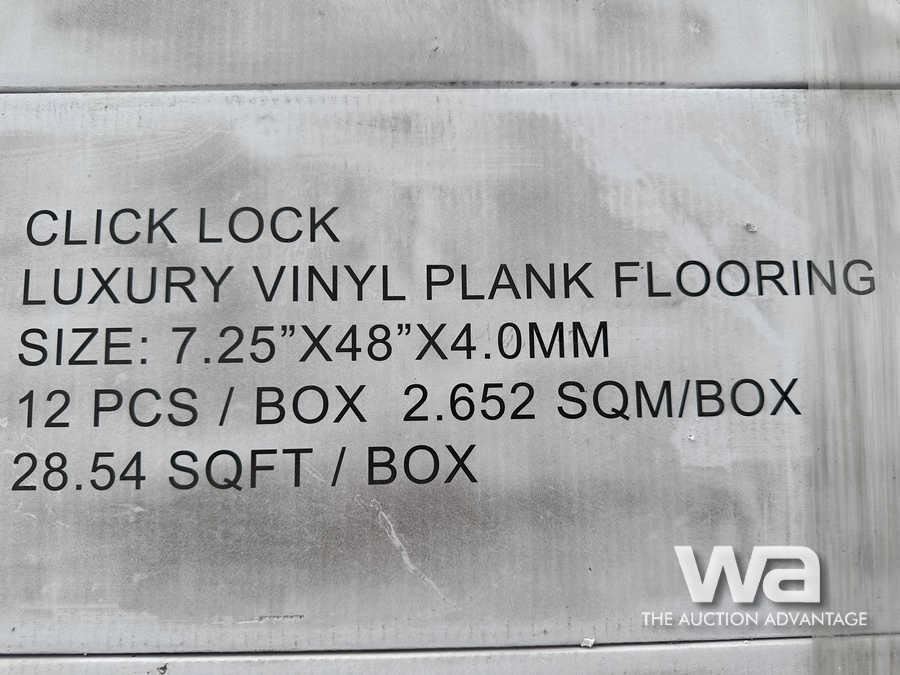 CLICK LOCK
LUXURY VINYL PLANK FLOORING
SIZE: 7.25”X48”X4.0MM
12 PCS / BOX 2.652 SQM/BOX
28.54 SQFT / BOX
wa
THE AUCTION ADVANTAGE